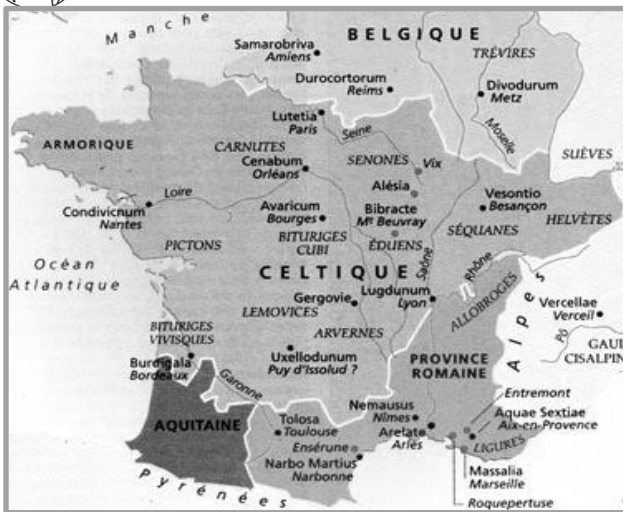 Manche
BELGIQUE
Samarobriva
Amiens
TRÉVIRES
Durocortorum
Reims
Divodurum
Metz
Lutetia
Paris
Seine
Moselle
ARMORIQUE
CARNUTES
SUÈVES
Cenabum
Orléans
SENONES
Vix
Loire
Alésia
Vesontio
Besançon
Condivicnum
Nantes
Avaricum
Bourges
Bibracte
Mt Beuvray
HELVÈTES
PICTONS
BITURIGES
CUBI
ÉDUENS
SÉQUANES
Océan
Atlantique
CELTIQUE
Saône
Rhône
Gergovie
Lugdunum
Lyon
ALLOBROGES
Alpes
Vercellae
Verceil
LEMOVICES
Pô
BITURIGES
VIVISQUES
ARVERNES
GAUL
CISALPIN
Burdigala
Bordeaux
Uxellodunum
Puy d'Issolud ?
PROVINCE
ROMAINE
Garonne
Entremont
AQUITAINE
Tolosa
Toulouse
Nemausus
Nîmes
Aquae Sextiae
Aix-en-Provence
Ensérune
Arelate
Arles
LIGURES
Narbo Martius
Narbonne
Massalia
Marseille
Pyrénées
Roquepertuse